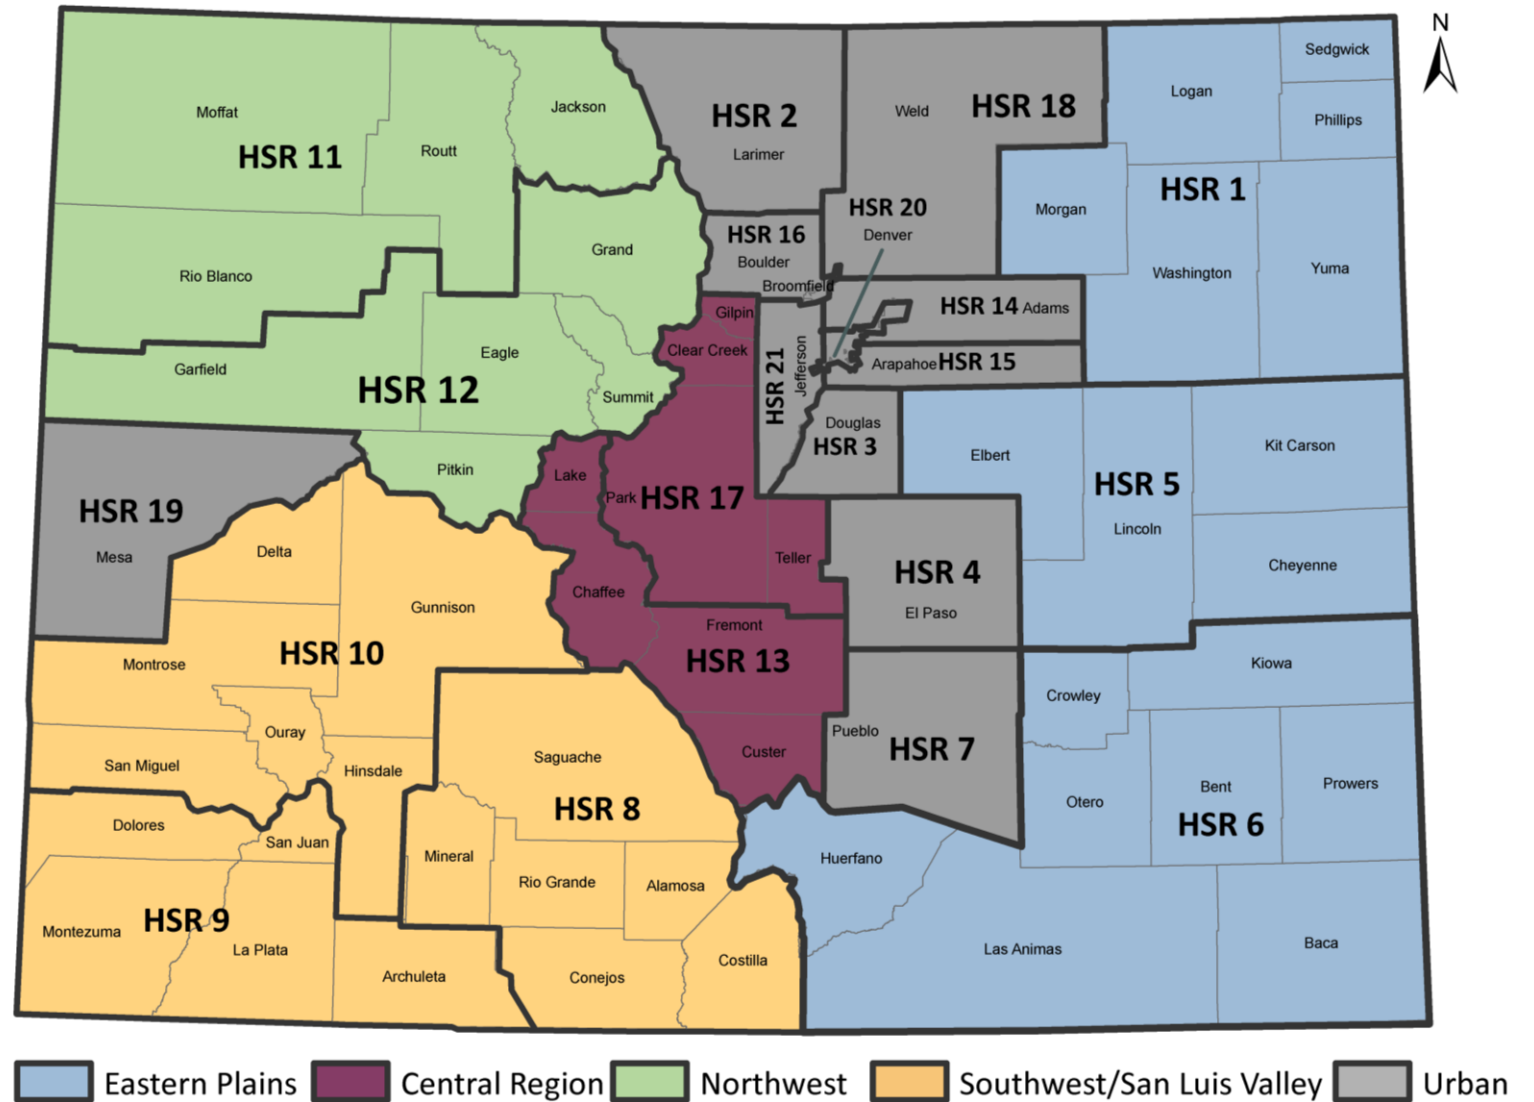 N
Sedgwick
Logan
Moffat
Jackson
HSR 2
Weld
HSR 18
Phillips
HSR 11
Routt
Larimer
HSR 1
HSR 20
Morgan
HSR 16
Denver
Grand
Boulder
Rio Blanco
Washington
Yuma
Broomfield
Gilpin
HSR 14 Adams
Clear Creek
Eagle
Garfield
HSR 21
Jefferson
Arapahoe HSR 15
HSR 12
Summit
Douglas
HSR 3
Kit Carson
Elbert
Pitkin
Lake
HSR 5
Park HSR 17
HSR 19
Lincoln
Mesa
Delta
Teller
Cheyenne
HSR 4
Chaffee
Gunnison
El Paso
Fremont
HSR 10
HSR 13
Montrose
Kiowa
Crowley
Ouray
Pueblo
HSR 7
Custer
San Miguel
Hinsdale
Saguache
Bent
Prowers
Otero
HSR 8
HSR 6
Dolores
San Juan
Mineral
Huerfano
Rio Grande
Alamosa
HSR 9
Montezuma
La Plata
Baca
Las Animas
Costilla
Archuleta
Conejos
Eastern Plains
Central Region
Northwest
Southwest/San Luis Valley
Urban